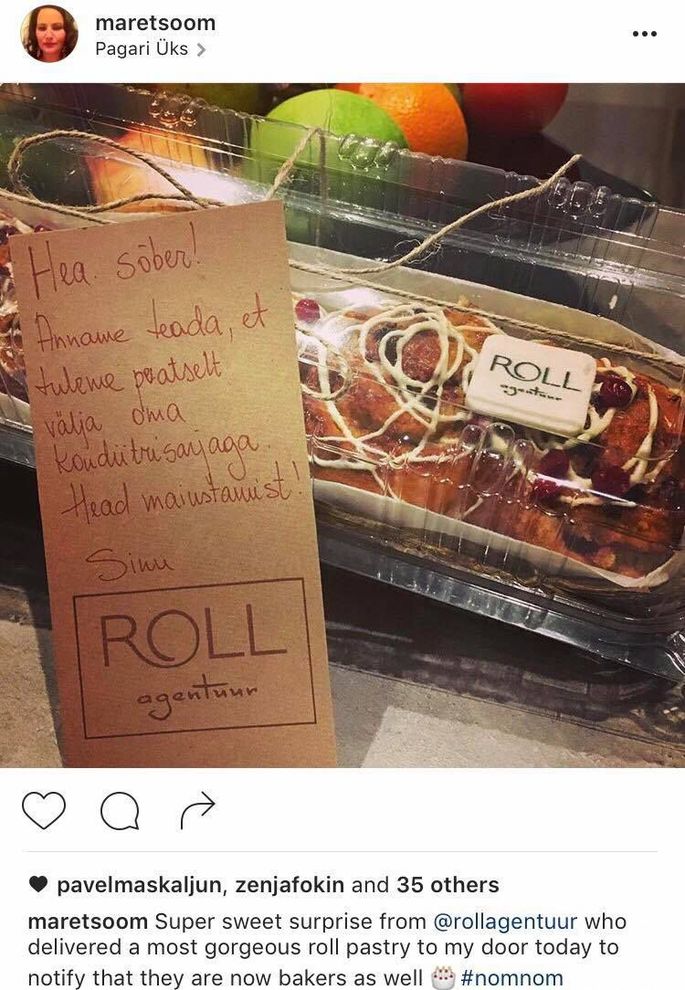 maretsoom
Pagari Üks
Hea sõber!
Anname teada, et
tuleme peatselt
välja oma
kondiitrisarjaga.
Head maiustamist!
Sinu
ROLL
agentuur
ROLL
agentuur
pavelmaskaljun, zenjafokin and 35 others
maretsoom Super sweet surprise from @rollagentuur who
delivered a most gorgeous roll pastry to my door today to
notify that they are now bakers as well 🎂 #nomnom